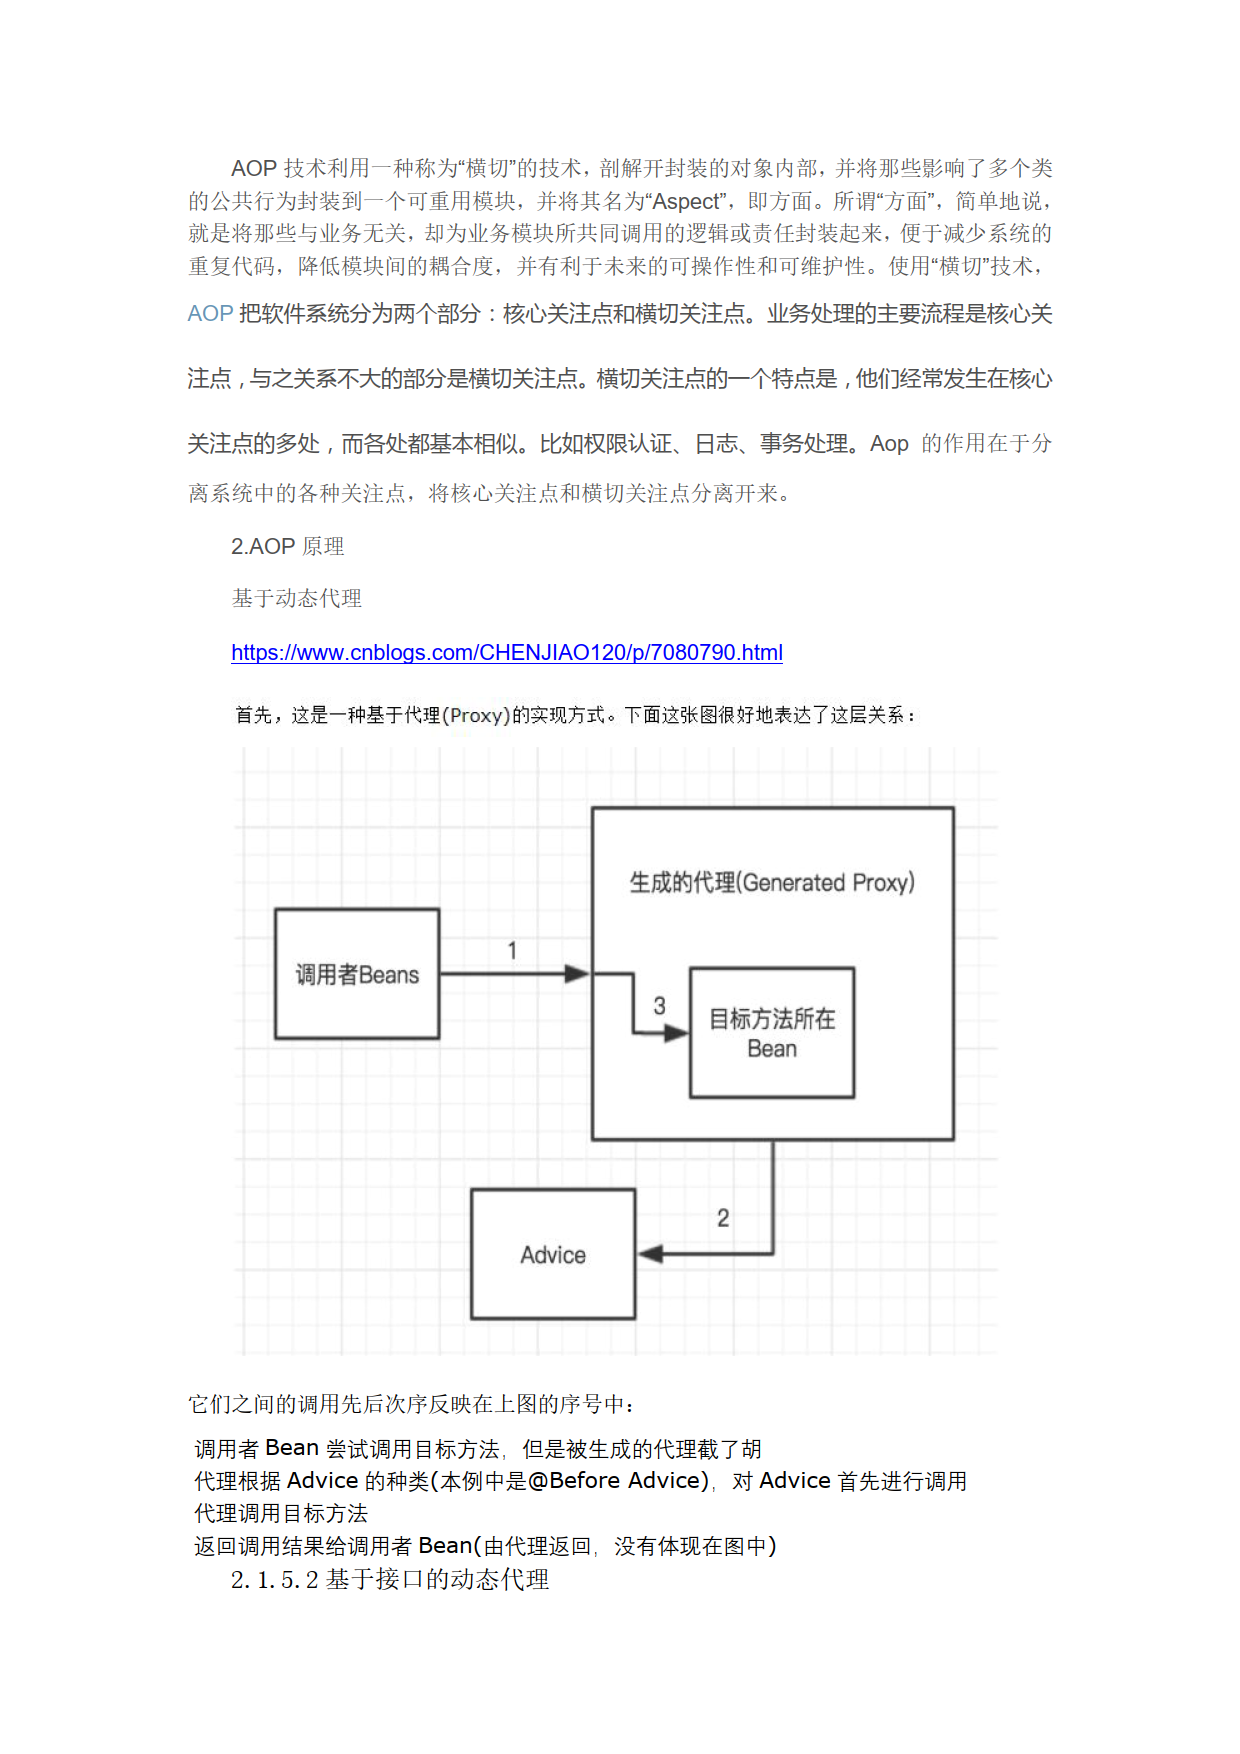 AOP 技术利用一种称为“横切”的技术，剖解开封装的对象内部，并将那些影响了多个类
的公共行为封装到一个可重用模块，并将其名为“Aspect”，即方面。所谓“方面”，简单地说，
就是将那些与业务无关，却为业务模块所共同调用的逻辑或责任封装起来，便于减少系统的
重复代码，降低模块间的耦合度，并有利于未来的可操作性和可维护性。使用“横切”技术，
AOP 把软件系统分为两个部分：核心关注点和横切关注点。业务处理的主要流程是核心关
注点，与之关系不大的部分是横切关注点。横切关注点的一个特点是，他们经常发生在核心
关注点的多处，而各处都基本相似。比如权限认证、日志、事务处理。Aop 的作用在于分
离系统中的各种关注点，将核心关注点和横切关注点分离开来。
2.AOP 原理
基于动态代理
https://www.cnblogs.com/CHENJIAO120/p/7080790.html
首先，这是一种基于代理(Proxy)的实现方式。下面这张图很好地表达了这层关系：
生成的代理(Generated Proxy)
1
调用者Beans
3
目标方法所在
Bean
2
Advice
它们之间的调用先后次序反映在上图的序号中：
调用者 Bean 尝试调用目标方法，但是被生成的代理截了胡
代理根据 Advice 的种类(本例中是@Before Advice)，对 Advice 首先进行调用
代理调用目标方法
返回调用结果给调用者 Bean(由代理返回，没有体现在图中)
2.1.5.2 基于接口的动态代理